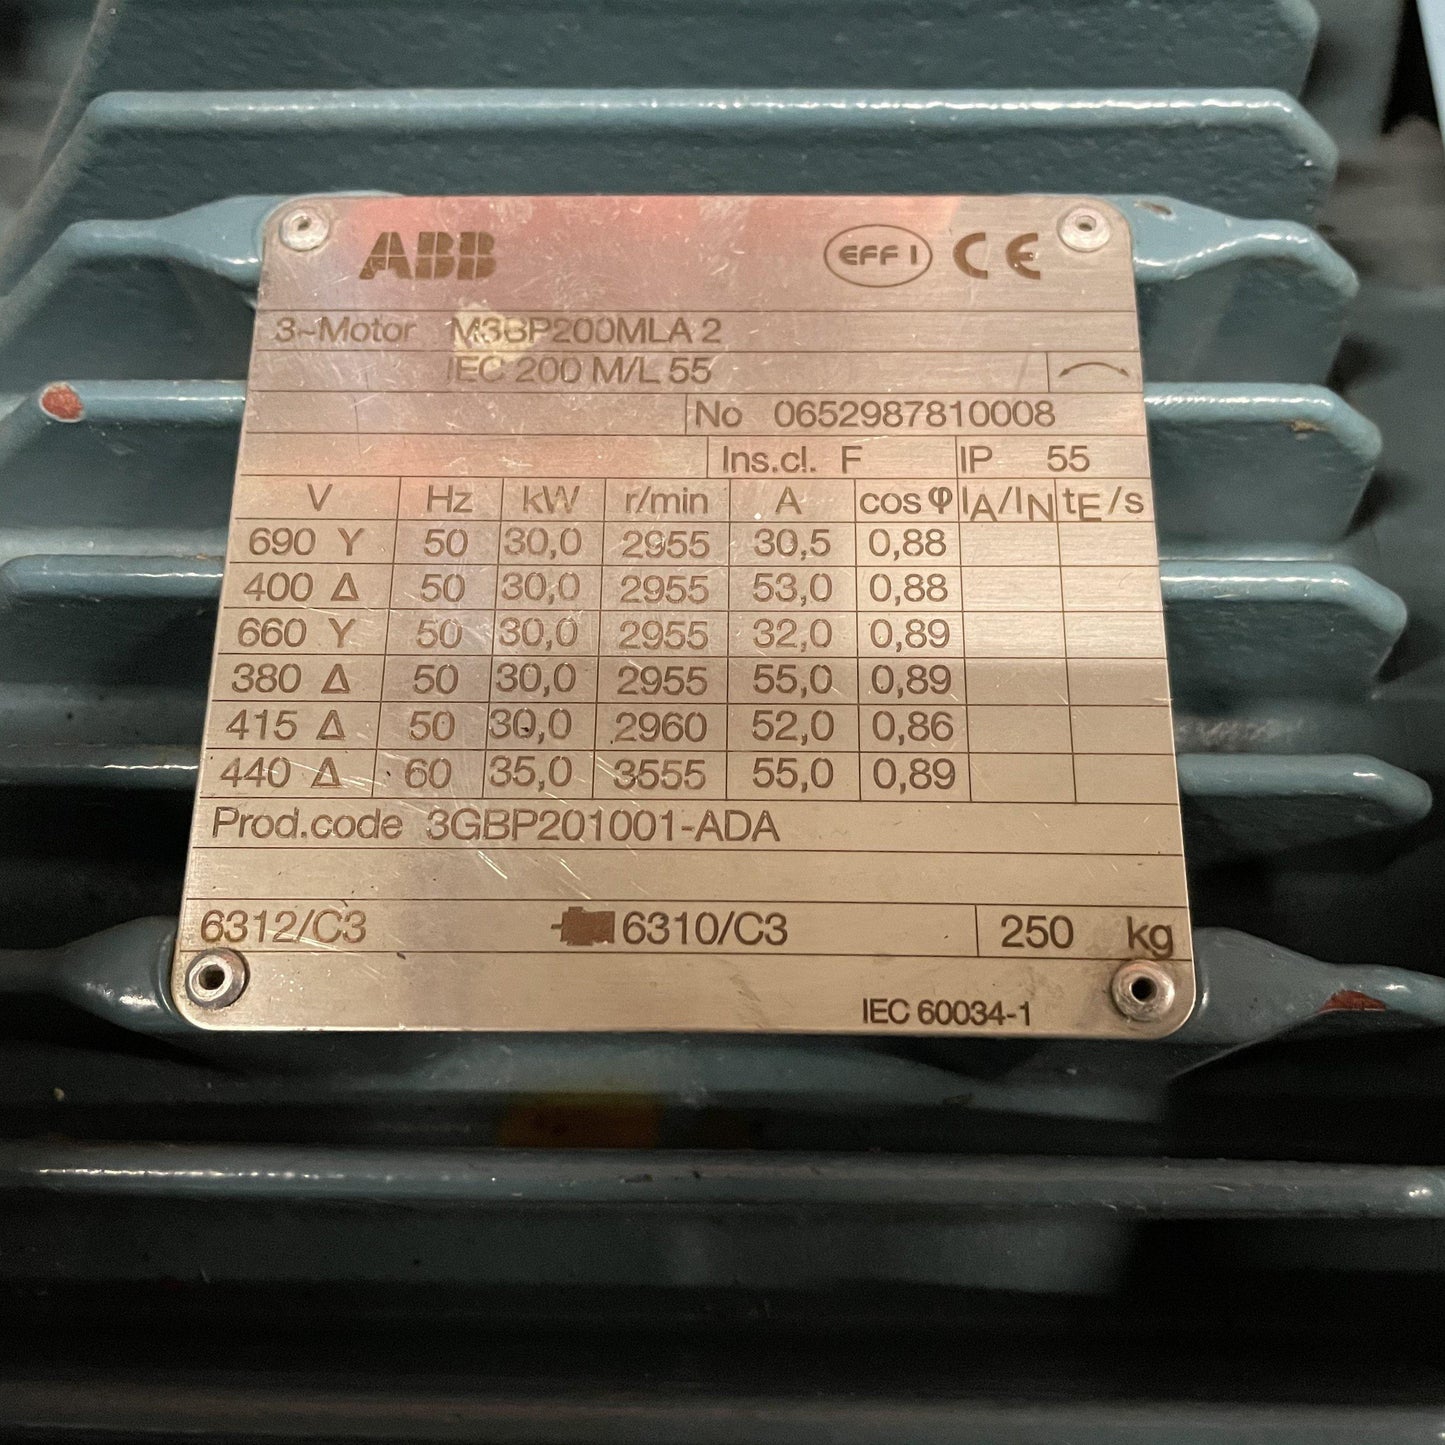 ABB EFF 1 CE
3~Motor M3BP200MLA 2
IEC 200 M/L 55
No 0652987810008
Ins.cl. F IP 55
V Hz kW r/min A cos φ IA/IN tE/s
690 Y 50 30,0 2955 30,5 0,88
400 Δ 50 30,0 2955 53,0 0,88
660 Y 50 30,0 2955 32,0 0,89
380 Δ 50 30,0 2955 55,0 0,89
415 Δ 50 30,0 2960 52,0 0,86
440 Δ 60 35,0 3555 55,0 0,89
Prod.code 3GBP201001-ADA
6312/C3 6310/C3 250 kg
IEC 60034-1